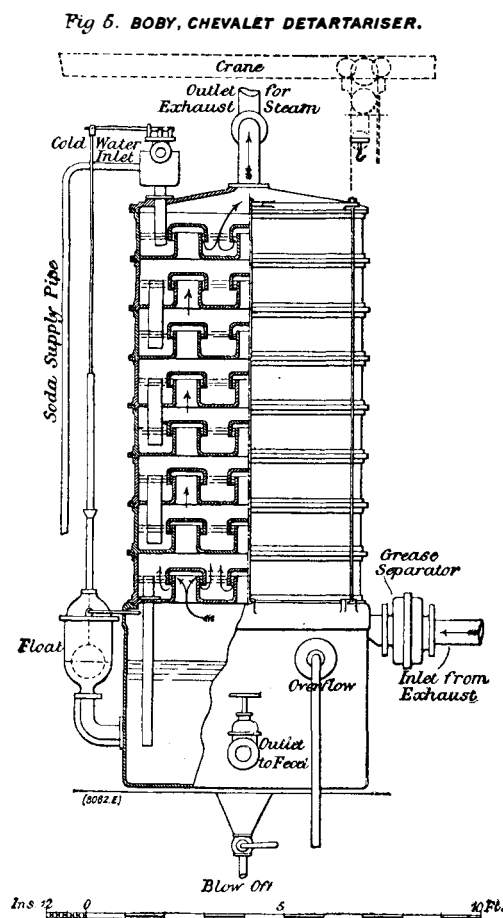 Fig 5. BOBY, CHEVALET DETARTARISER.
Crane
Outlet for
Exhaust Steam
Cold Water
Inlet
Soda Supply Pipe
Grease
Separator
Float
Inlet from
Exhaust.
Overflow
Outlet
to Feed
(8082.E)
Blow Off
Ins. 12 0 5 10 Ft.